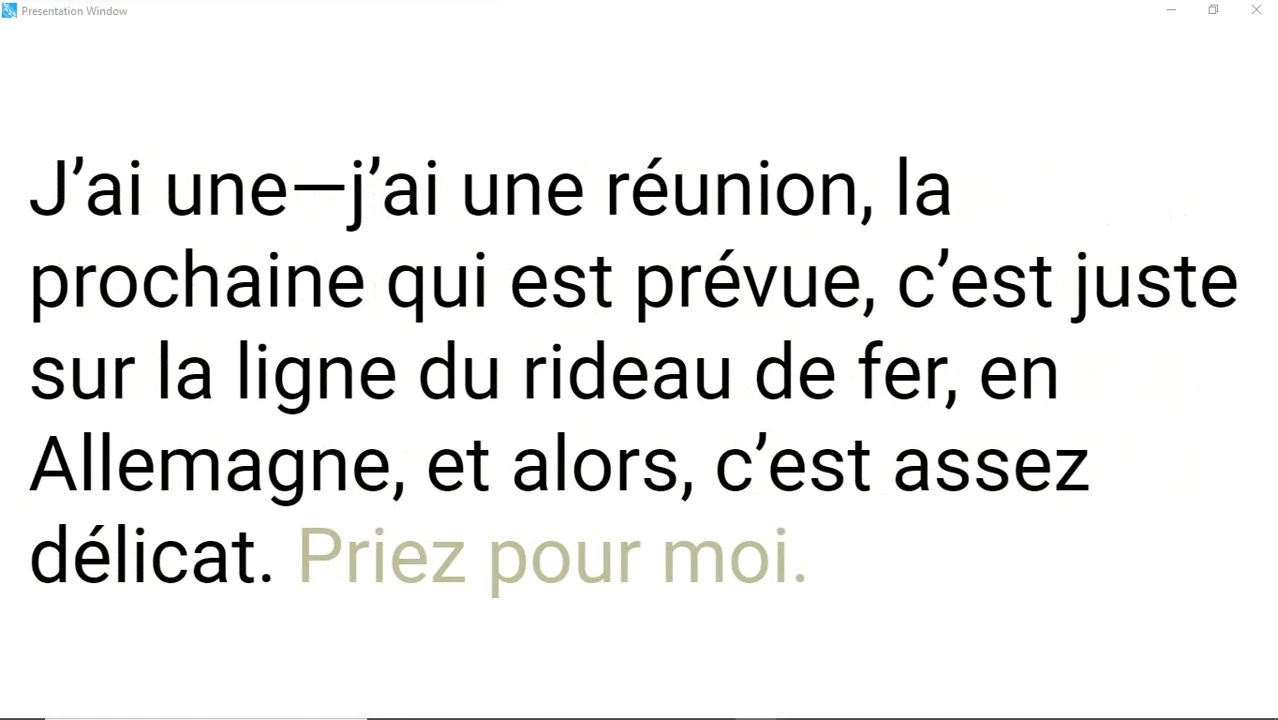 Presentation Window
J’ai une—j’ai une réunion, la
prochaine qui est prévue, c’est juste
sur la ligne du rideau de fer, en
Allemagne, et alors, c’est assez
délicat. Priez pour moi.